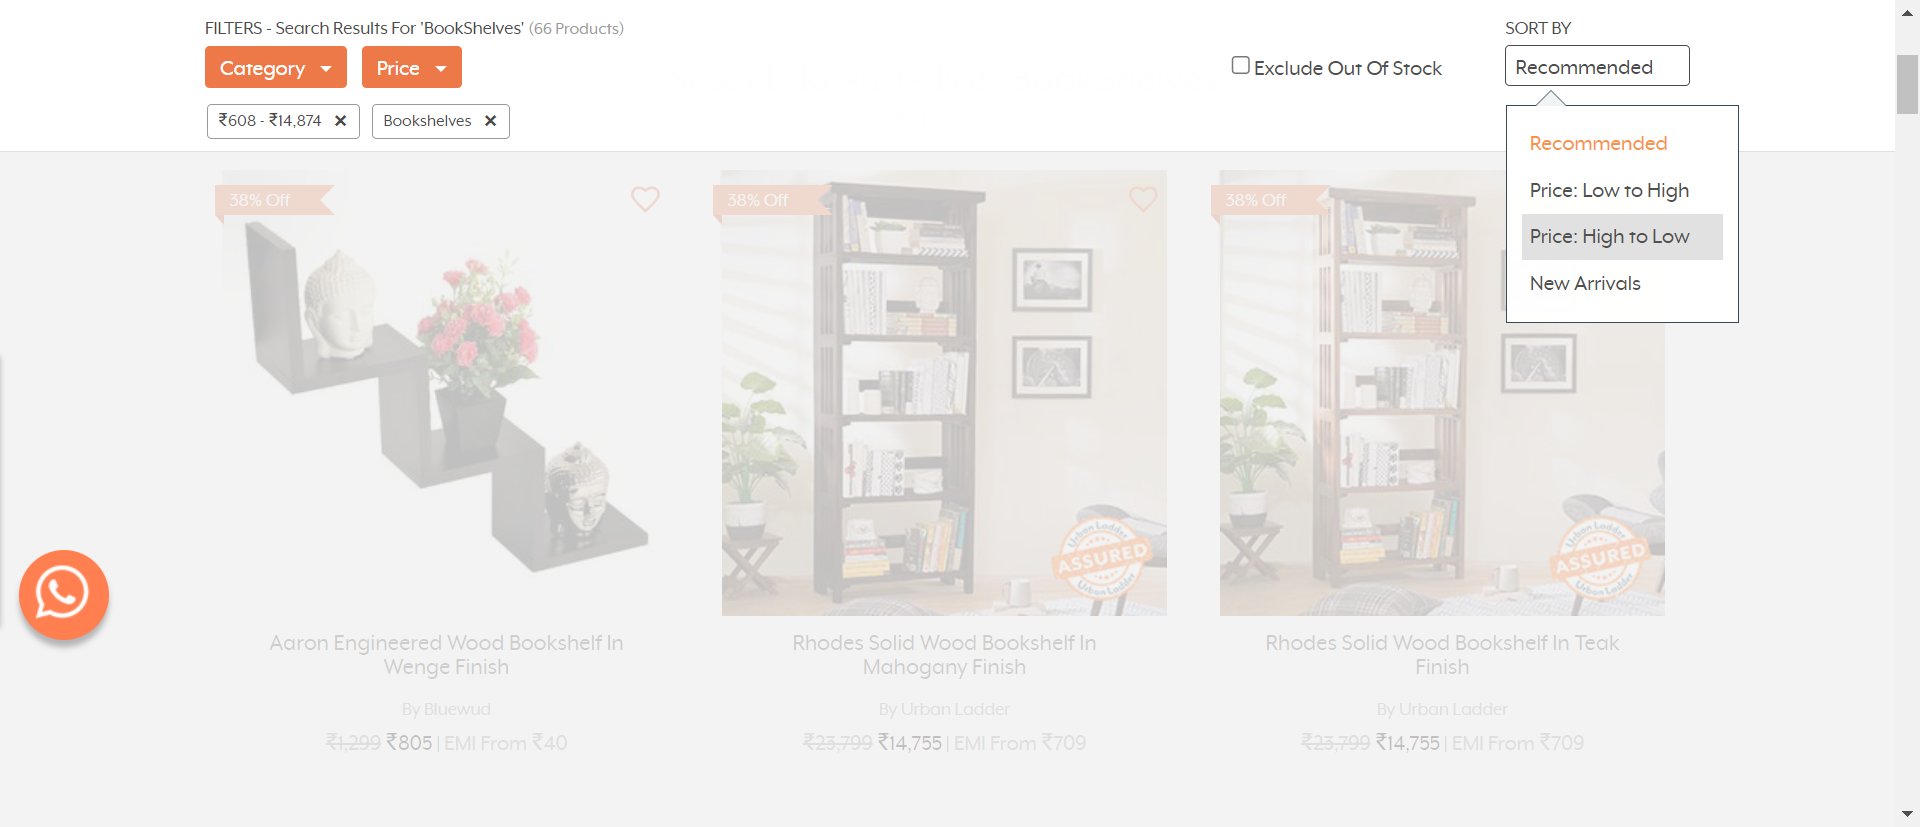 FILTERS - Search Results For 'BookShelves' (66 Products)
SORT BY
Category
Price
Exclude Out Of Stock
Recommended
₹608 - ₹14,874 ✕
Bookshelves ✕
Recommended
Price: Low to High
Price: High to Low
New Arrivals
38% Off
38% Off
38% Off
Urban Ladder
ASSURED
Urban Ladder
Urban Ladder
ASSURED
Urban Ladder
Aaron Engineered Wood Bookshelf In
Wenge Finish
By Bluewud
₹1,299 ₹805 | EMI From ₹40
Rhodes Solid Wood Bookshelf In
Mahogany Finish
By Urban Ladder
₹23,799 ₹14,755 | EMI From ₹709
Rhodes Solid Wood Bookshelf In Teak
Finish
By Urban Ladder
₹23,799 ₹14,755 | EMI From ₹709